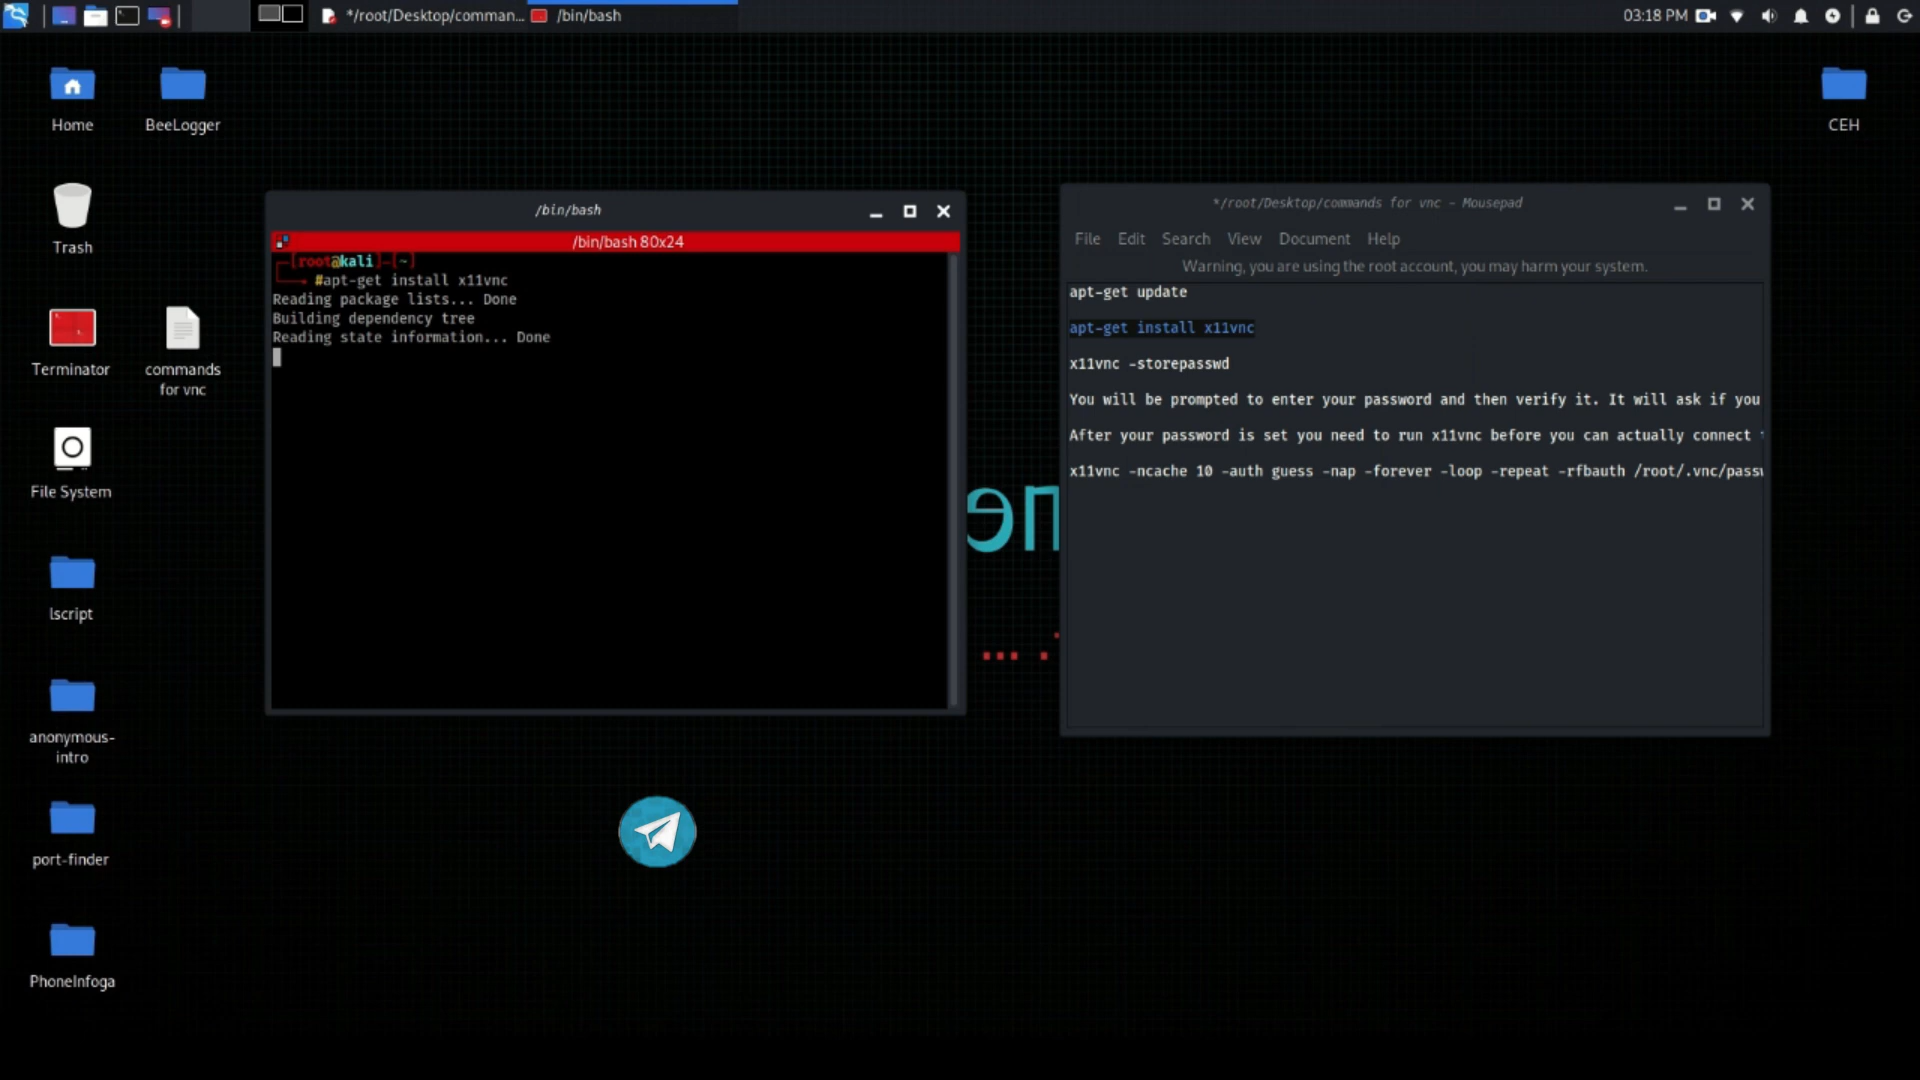 */root/Desktop/comman...
/bin/bash
03:18 PM
Home
BeeLogger
CEH
Trash
Terminator
commands
for vnc
File System
lscript
anonymous-
intro
port-finder
PhoneInfoga
/bin/bash
/bin/bash 80x24
[root@kali]-[~]
#apt-get install x11vnc
Reading package lists... Done
Building dependency tree
Reading state information... Done
*/root/Desktop/commands for vnc - Mousepad
File Edit Search View Document Help
Warning, you are using the root account, you may harm your system.
apt-get update
apt-get install x11vnc
x11vnc -storepasswd
You will be prompted to enter your password and then verify it. It will ask if you
After your password is set you need to run x11vnc before you can actually connect
x11vnc -ncache 10 -auth guess -nap -forever -loop -repeat -rfbauth /root/.vnc/passw